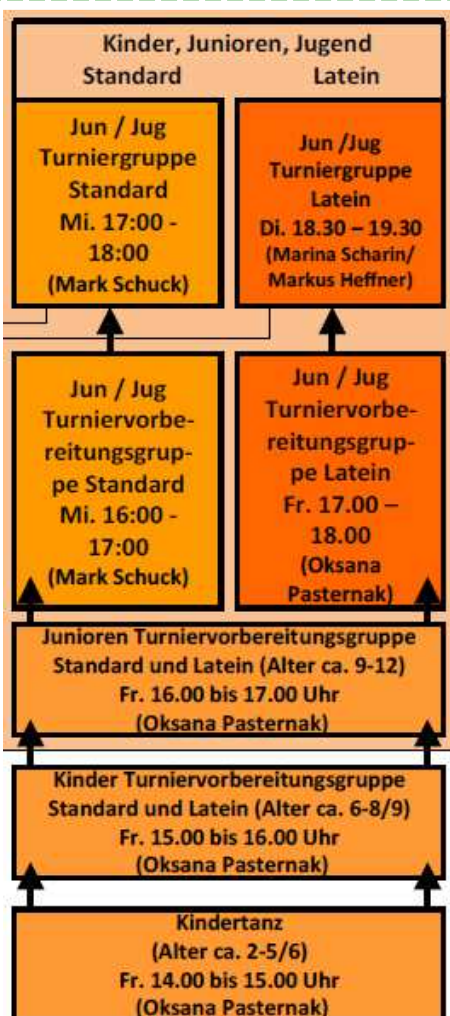 Kinder, Junioren, Jugend
Standard Latein
Jun / Jug
Turniergruppe
Standard
Mi. 17:00 -
18:00
(Mark Schuck)
Jun /Jug
Turniergruppe
Latein
Di. 18.30 – 19.30
(Marina Scharin/
Markus Heffner)
Jun / Jug
Turniervorbe-
reitungsgrup-
pe Standard
Mi. 16:00 -
17:00
(Mark Schuck)
Jun / Jug
Turniervorbe-
reitungsgrup-
pe Latein
Fr. 17.00 –
18.00
(Oksana
Pasternak)
Junioren Turniervorbereitungsgruppe
Standard und Latein (Alter ca. 9-12)
Fr. 16.00 bis 17.00 Uhr
(Oksana Pasternak)
Kinder Turniervorbereitungsgruppe
Standard und Latein (Alter ca. 6-8/9)
Fr. 15.00 bis 16.00 Uhr
(Oksana Pasternak)
Kindertanz
(Alter ca. 2-5/6)
Fr. 14.00 bis 15.00 Uhr
(Oksana Pasternak)